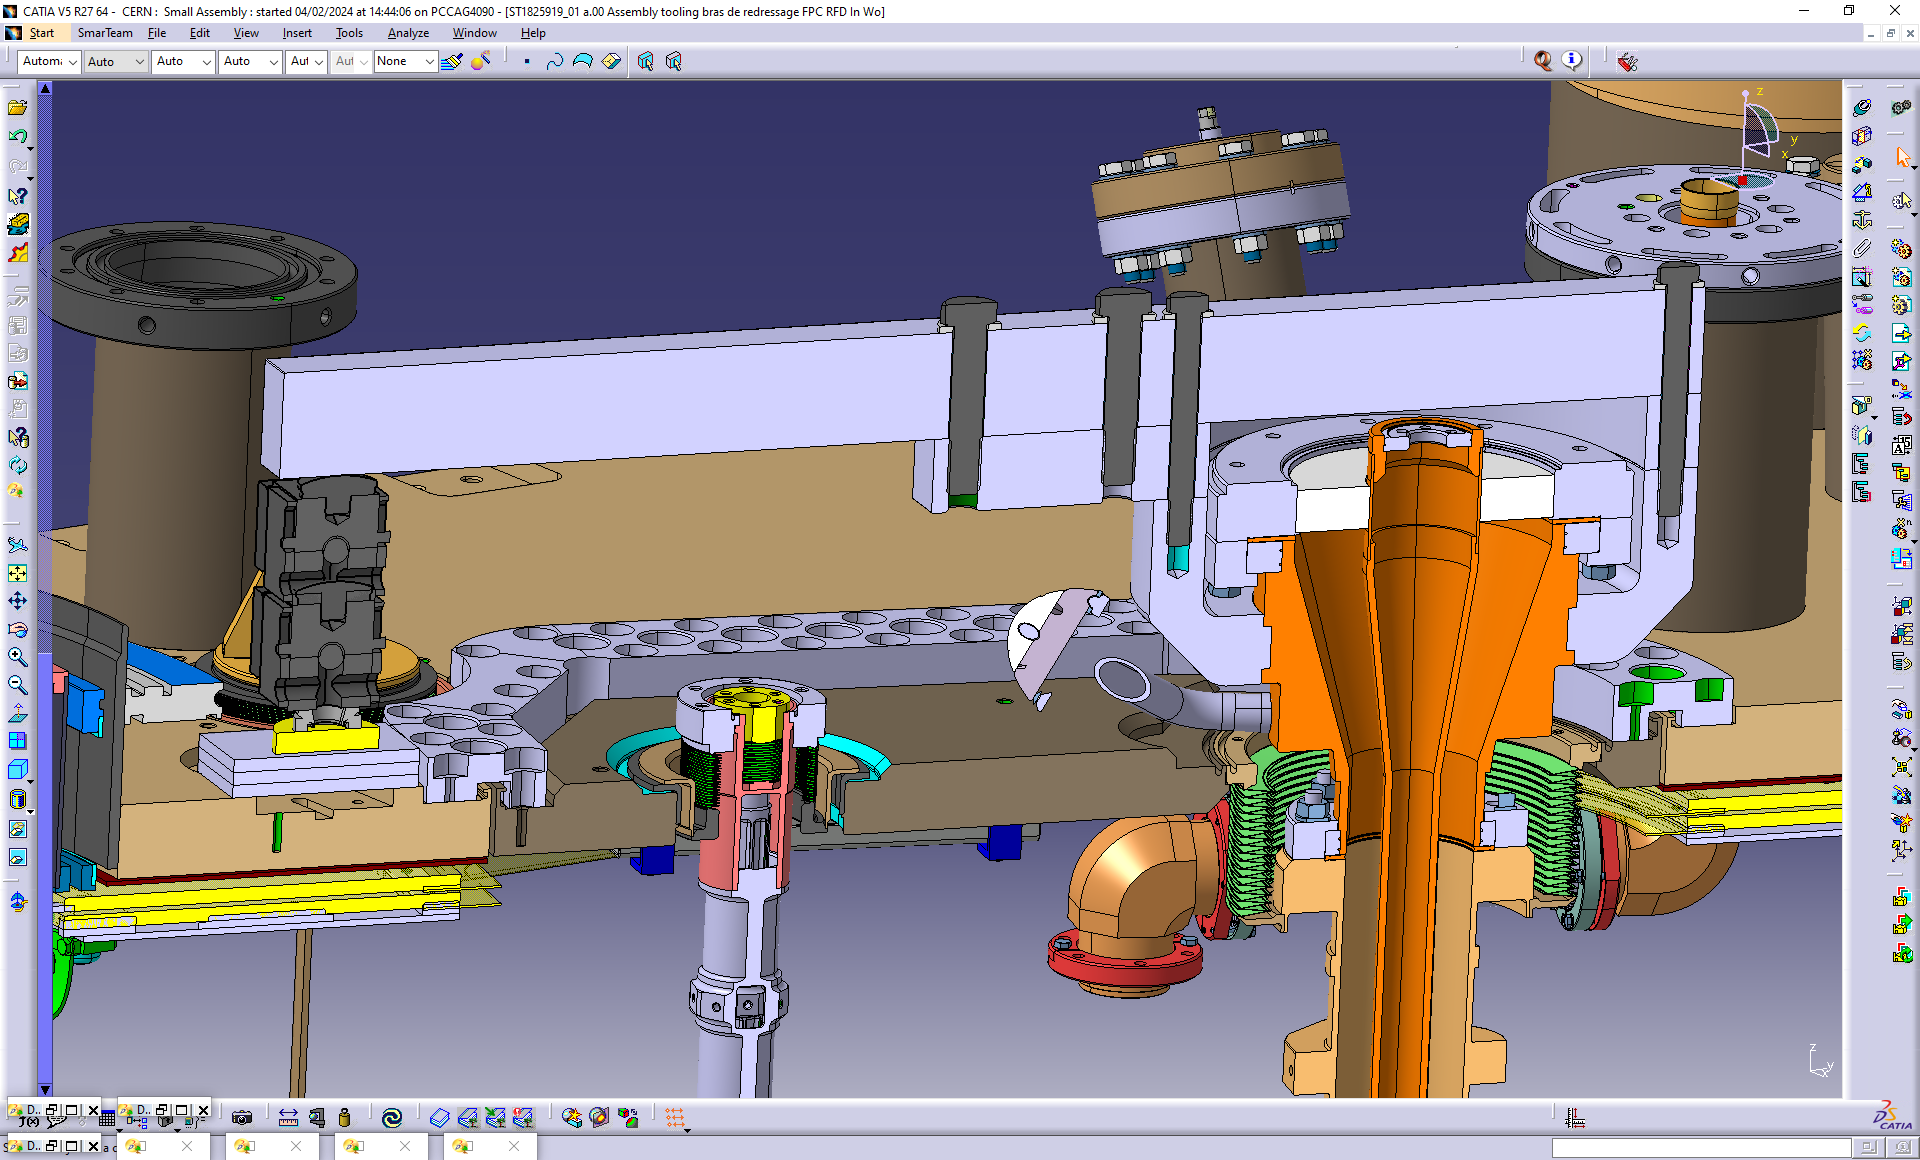 CATIA V5 R27 64 - CERN : Small Assembly : started 04/02/2024 at 14:44:06 on PCCAG4090 - [ST1825919_01 a.00 Assembly tooling bras de redressage FPC RFD In Wo]
Start SmarTeam File Edit View Insert Tools Analyze Window Help
Auto Auto Auto None
z
y
x
z
y
x
D.. D..
D..
CATIA